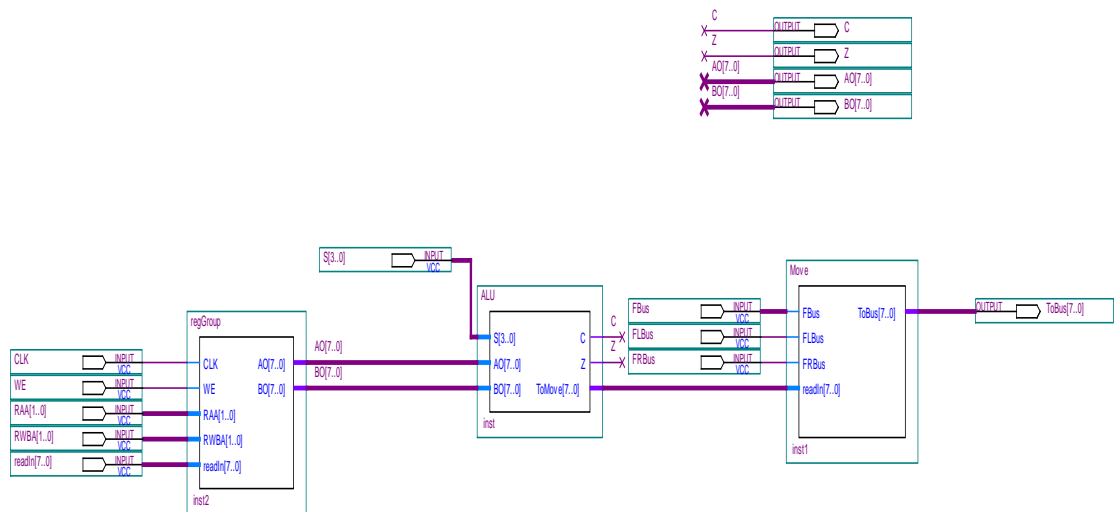 C
OUTPUT C
Z
OUTPUT Z
AO[7..0]
OUTPUT AO[7..0]
BO[7..0]
OUTPUT BO[7..0]
S[3..0] INPUT
VCC
regGroup
CLK INPUT
VCC
WE INPUT
VCC
RAA[1..0] INPUT
VCC
RWBA[1..0] INPUT
VCC
readIn[7..0] INPUT
VCC
CLK AO[7..0]
WE BO[7..0]
RAA[1..0]
RWBA[1..0]
readIn[7..0]
inst2
AO[7..0]
BO[7..0]
ALU
S[3..0] C
AO[7..0] Z
BO[7..0] ToMove[7..0]
inst
C
Z
FBus INPUT
VCC
FLBus INPUT
VCC
FRBus INPUT
VCC
Move
FBus ToBus[7..0]
FLBus
FRBus
readIn[7..0]
inst1
OUTPUT ToBus[7..0]